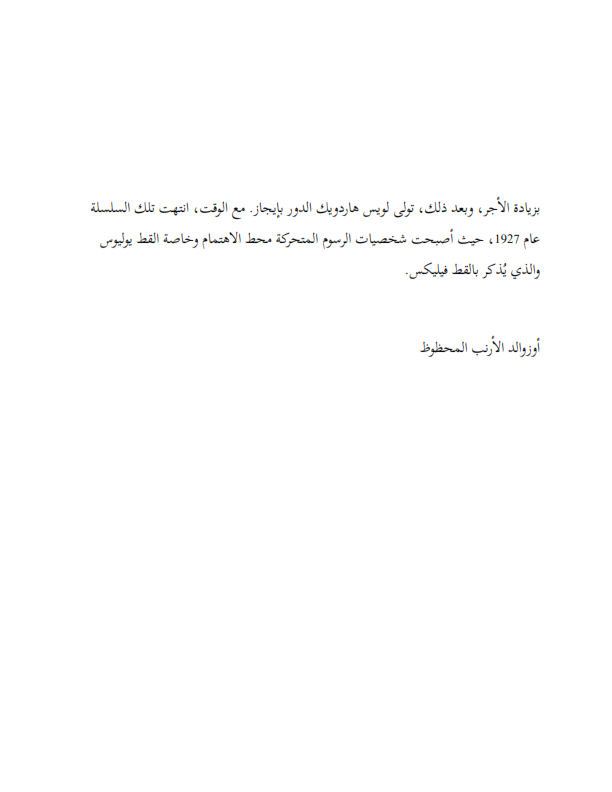 بزيادة الأجر، وبعد ذلك، تولى لويس هاردويك الدور بإيجاز. مع الوقت، انتهت تلك السلسلة
عام 1927، حيث أصبحت شخصيات الرسوم المتحركة محط الاهتمام وخاصة القط يوليوس
والذي يُذكر بالقط فيليكس.
أوزوالد الأرنب المحظوظ